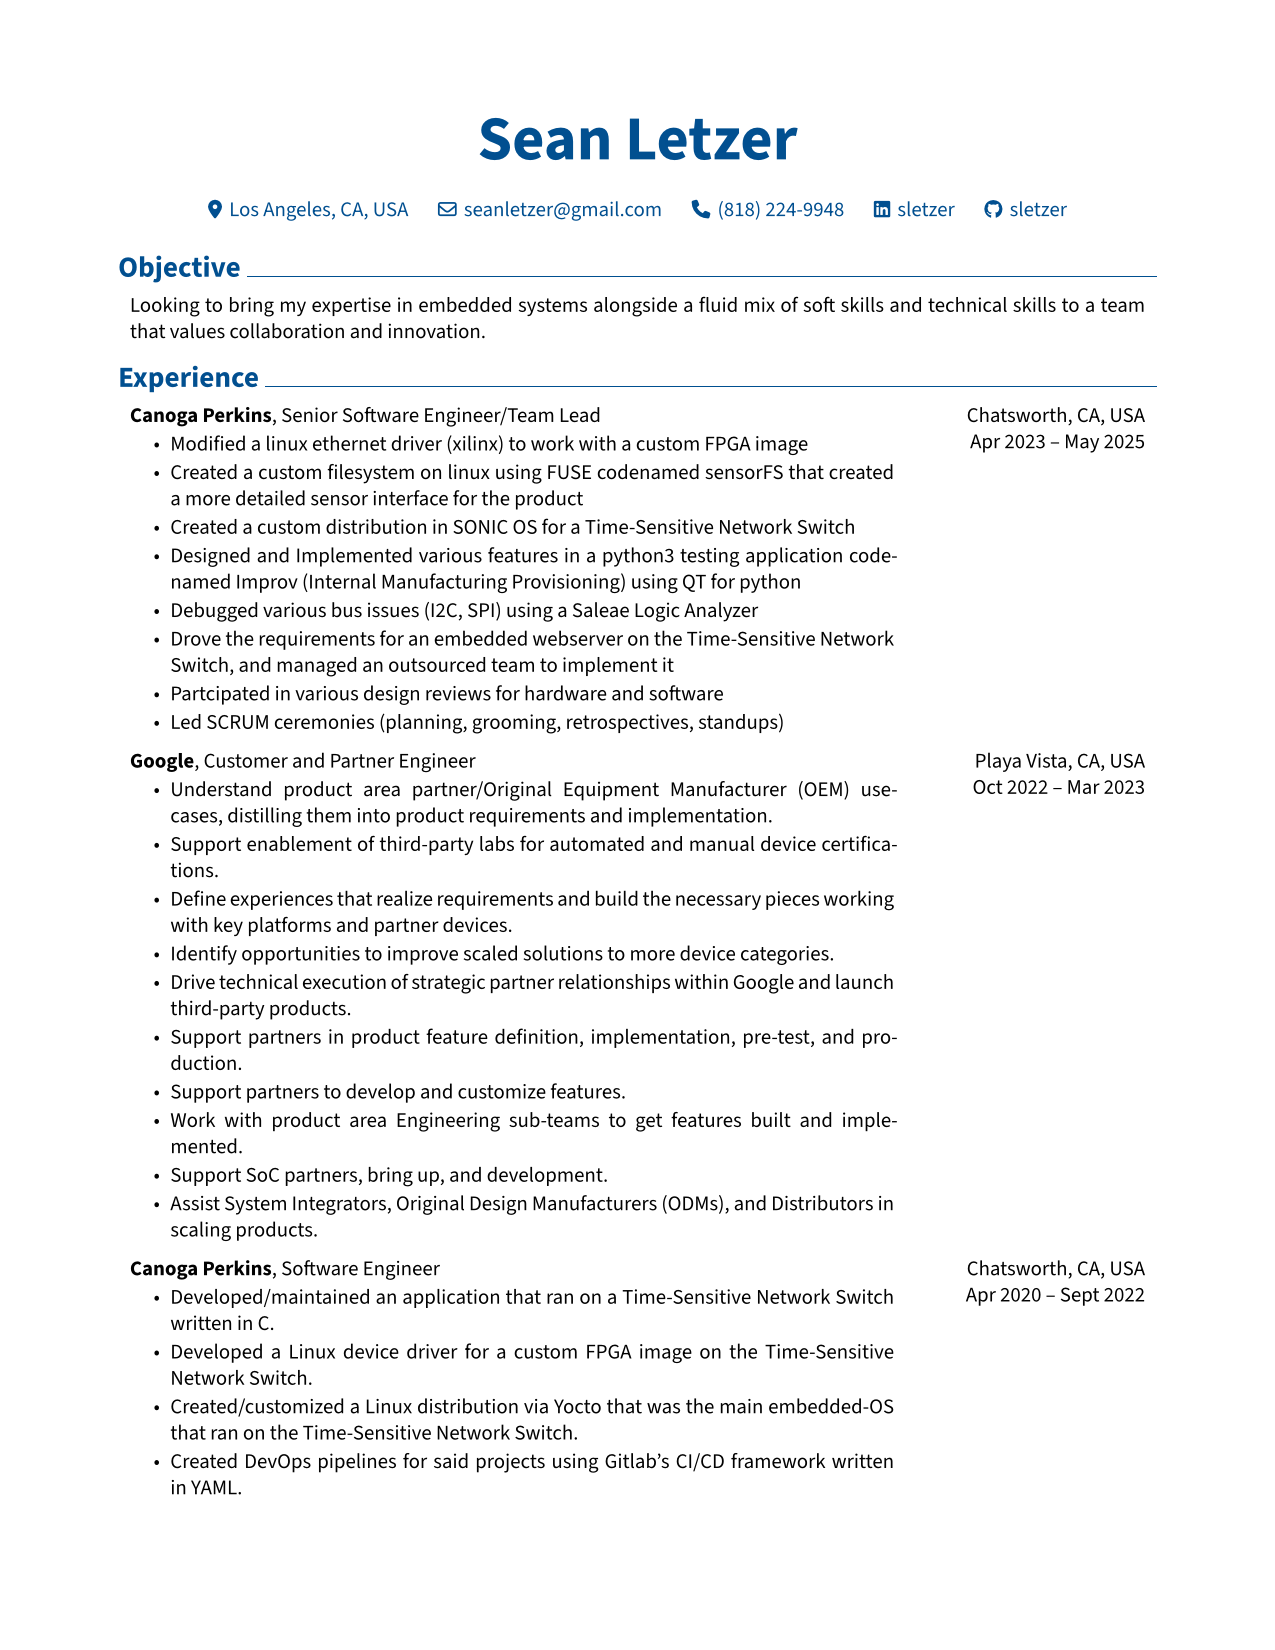 Sean Letzer
Los Angeles, CA, USA seanletzer@gmail.com (818) 224-9948 sletzer sletzer
Objective
Looking to bring my expertise in embedded systems alongside a fluid mix of soft skills and technical skills to a team
that values collaboration and innovation.
Experience
Canoga Perkins, Senior Software Engineer/Team Lead Chatsworth, CA, USA
• Modified a linux ethernet driver (xilinx) to work with a custom FPGA image Apr 2023 – May 2025
• Created a custom filesystem on linux using FUSE codenamed sensorFS that created
a more detailed sensor interface for the product
• Created a custom distribution in SONIC OS for a Time-Sensitive Network Switch
• Designed and Implemented various features in a python3 testing application code-
named Improv (Internal Manufacturing Provisioning) using QT for python
• Debugged various bus issues (I2C, SPI) using a Saleae Logic Analyzer
• Drove the requirements for an embedded webserver on the Time-Sensitive Network
Switch, and managed an outsourced team to implement it
• Partcipated in various design reviews for hardware and software
• Led SCRUM ceremonies (planning, grooming, retrospectives, standups)
Google, Customer and Partner Engineer Playa Vista, CA, USA
• Understand product area partner/Original Equipment Manufacturer (OEM) use- Oct 2022 – Mar 2023
cases, distilling them into product requirements and implementation.
• Support enablement of third-party labs for automated and manual device certifica-
tions.
• Define experiences that realize requirements and build the necessary pieces working
with key platforms and partner devices.
• Identify opportunities to improve scaled solutions to more device categories.
• Drive technical execution of strategic partner relationships within Google and launch
third-party products.
• Support partners in product feature definition, implementation, pre-test, and pro-
duction.
• Support partners to develop and customize features.
• Work with product area Engineering sub-teams to get features built and imple-
mented.
• Support SoC partners, bring up, and development.
• Assist System Integrators, Original Design Manufacturers (ODMs), and Distributors in
scaling products.
Canoga Perkins, Software Engineer Chatsworth, CA, USA
• Developed/maintained an application that ran on a Time-Sensitive Network Switch Apr 2020 – Sept 2022
written in C.
• Developed a Linux device driver for a custom FPGA image on the Time-Sensitive
Network Switch.
• Created/customized a Linux distribution via Yocto that was the main embedded-OS
that ran on the Time-Sensitive Network Switch.
• Created DevOps pipelines for said projects using Gitlab’s CI/CD framework written
in YAML.